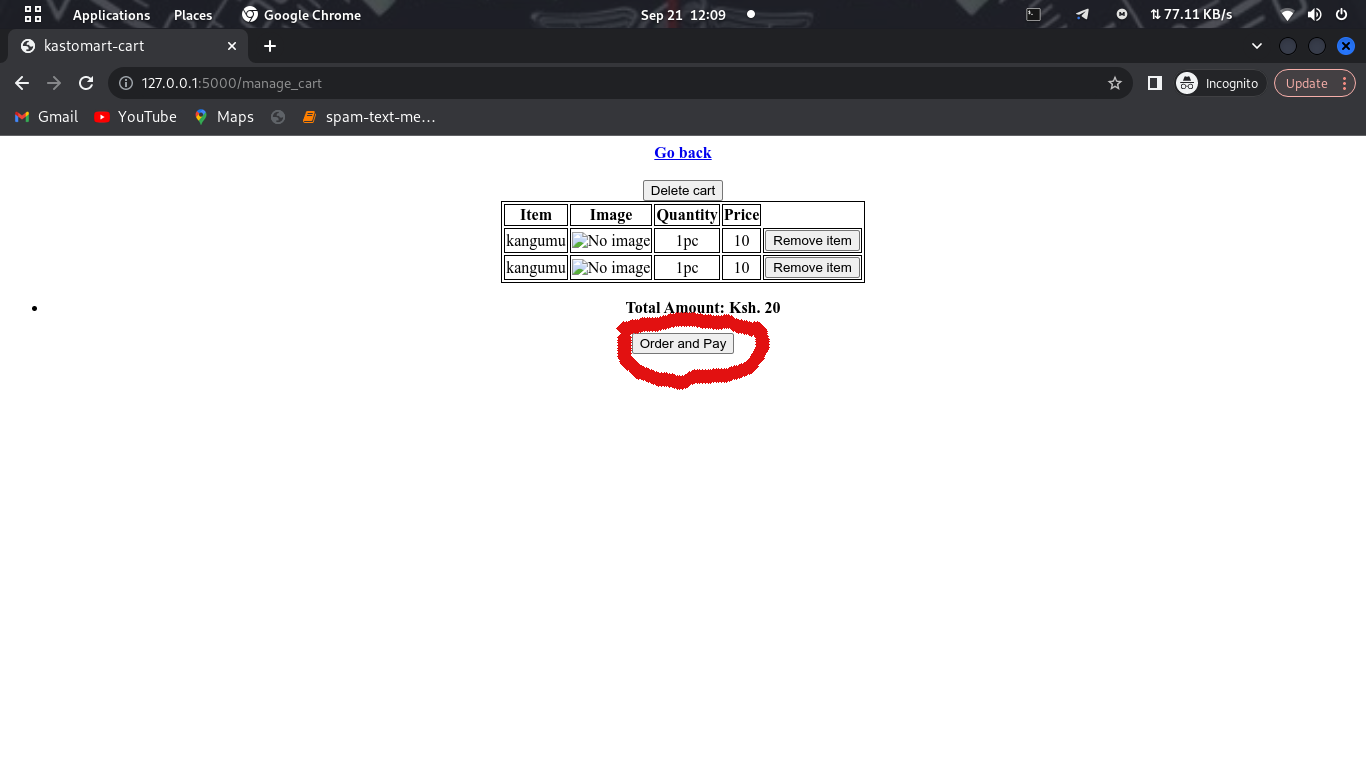 Applications Places Google Chrome Sep 21 12:09 77.11 KB/s
kastomart-cart
127.0.0.1:5000/manage_cart Incognito Update
Gmail YouTube Maps spam-text-me...
Go back
Delete cart
Item Image Quantity Price
kangumu No image 1pc 10 Remove item
kangumu No image 1pc 10 Remove item
Total Amount: Ksh. 20
Order and Pay